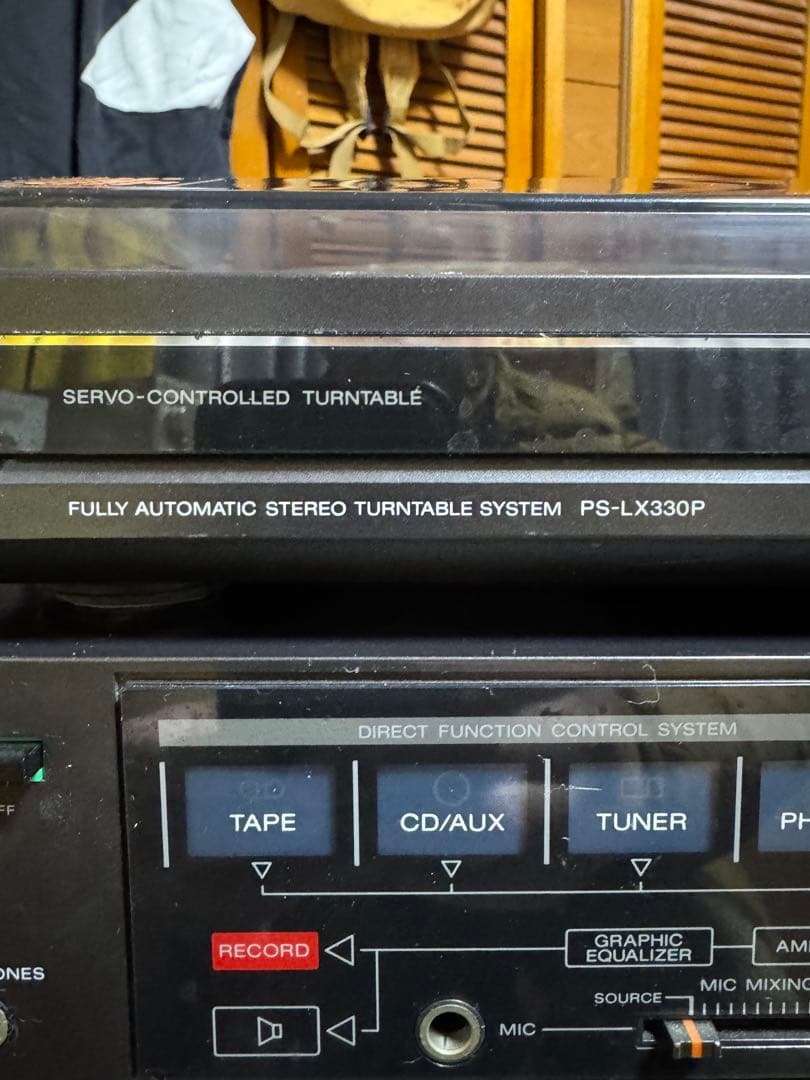 SERVO-CONTROLLED TURNTABLE
FULLY AUTOMATIC STEREO TURNTABLE SYSTEM PS-LX330P
DIRECT FUNCTION CONTROL SYSTEM
TAPE CD/AUX TUNER
RECORD
GRAPHIC
EQUALIZER
MIC MIXING
SOURCE
MIC